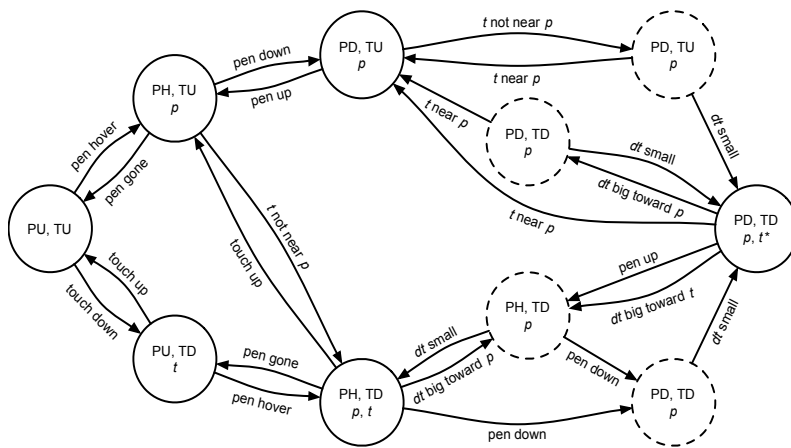 PD, TU
p
t not near p
t near p
PD, TU
p
pen down
pen up
PH, TU
p
t near p
PD, TD
p
dt small
dt small
dt big toward p
pen hover
pen gone
t not near p
touch up
t near p
PU, TU
PD, TD
p, t*
touch up
touch down
pen up
dt big toward t
PH, TD
p
dt small
PU, TD
t
pen gone
pen hover
dt small
dt big toward p
pen down
PH, TD
p, t
PD, TD
p
pen down